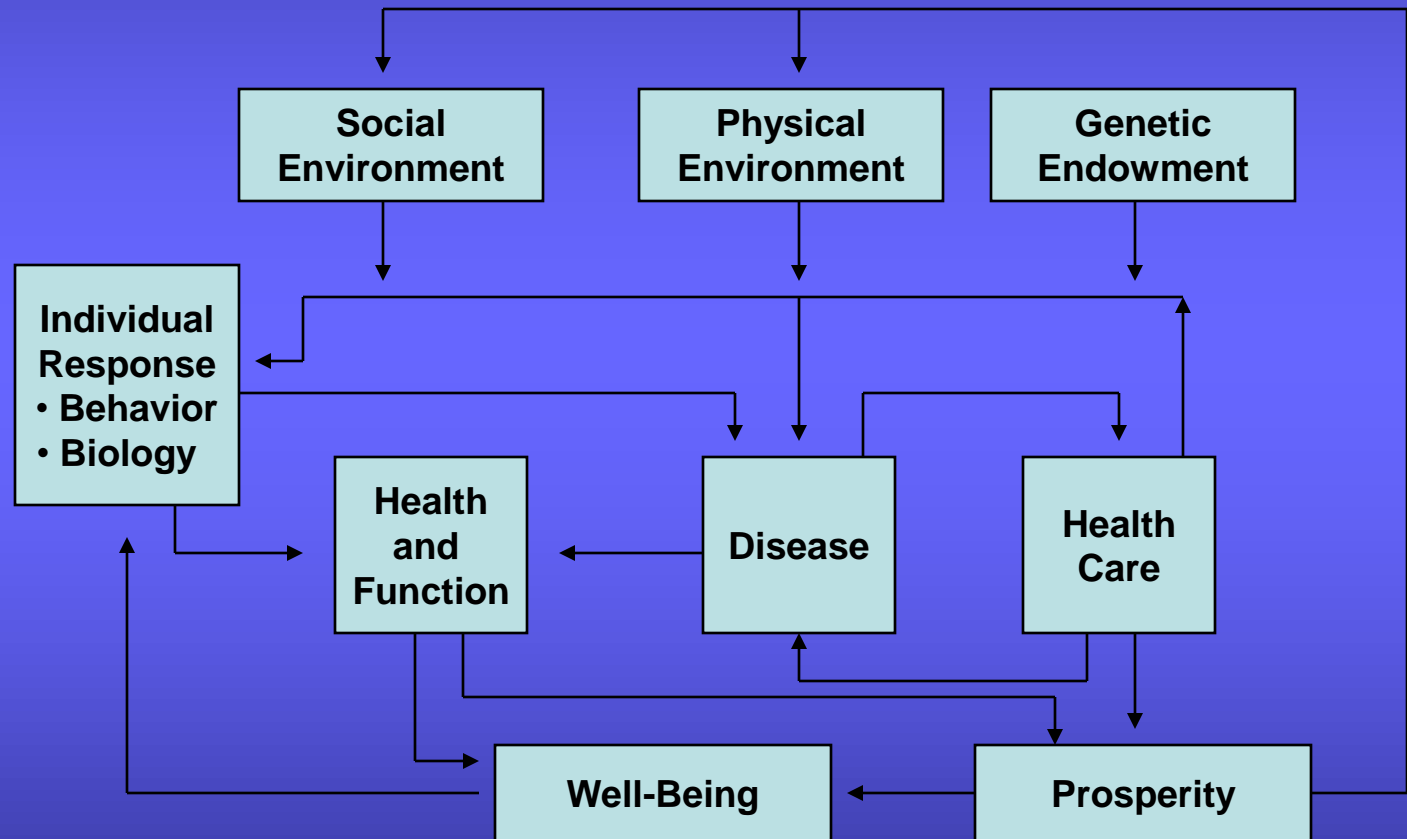 Social
Environment
Physical
Environment
Genetic
Endowment
Individual
Response
• Behavior
• Biology
Health
and
Function
Disease
Health
Care
Well-Being
Prosperity